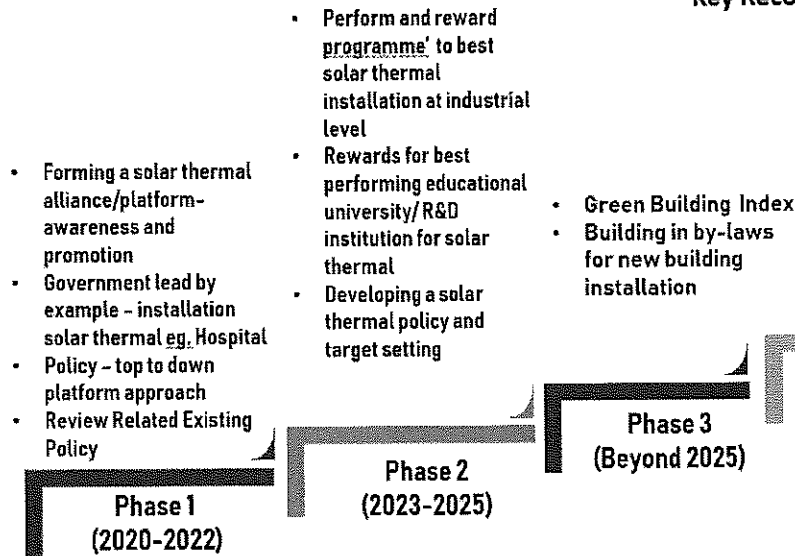 • Forming a solar thermal
alliance/platform-
awareness and
promotion
• Government lead by
example – installation
solar thermal eg. Hospital
• Policy – top to down
platform approach
• Review Related Existing
Policy
Phase 1
(2020-2022)
• Perform and reward
programme' to best
solar thermal
installation at industrial
level
• Rewards for best
performing educational
university/ R&D
institution for solar
thermal
• Developing a solar
thermal policy and
target setting
Phase 2
(2023-2025)
• Green Building Index
• Building in by-laws
for new building
installation
Phase 3
(Beyond 2025)